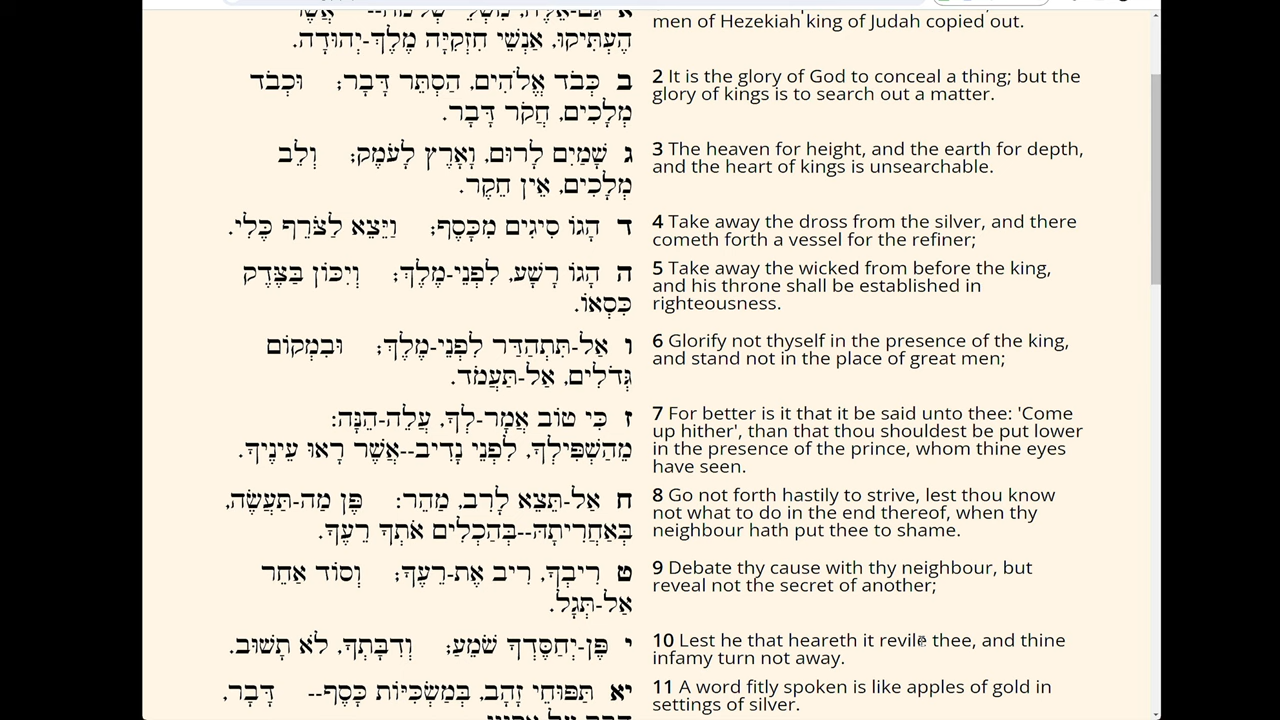 הֶעְתִּיקוּ, אַנְשֵׁי חִזְקִיָּה מֶלֶךְ-יְהוּדָה.
men of Hezekiah king of Judah copied out.
ב כְּבֹד אֱלֹהִים, הַסְתֵּר דָּבָר; וּכְבֹד
מְלָכִים, חֲקֹר דָּבָר.
2 It is the glory of God to conceal a thing; but the
glory of kings is to search out a matter.
ג שָׁמַיִם לָרוּם, וָאָרֶץ לָעֹמֶק; וְלֵב
מְלָכִים, אֵין חֵקֶר.
3 The heaven for height, and the earth for depth,
and the heart of kings is unsearchable.
ד הָגוֹ סִיגִים מִכָּסֶף; וַיֵּצֵא לַצֹּרֵף כֶּלִי.
4 Take away the dross from the silver, and there
cometh forth a vessel for the refiner;
ה הָגוֹ רָשָׁע, לִפְנֵי-מֶלֶךְ; וְיִכּוֹן בַּצֶּדֶק
כִּסְאוֹ.
5 Take away the wicked from before the king,
and his throne shall be established in
righteousness.
ו אַל-תִּתְהַדַּר לִפְנֵי-מֶלֶךְ; וּבִמְקוֹם
גְּדֹלִים, אַל-תַּעֲמֹד.
6 Glorify not thyself in the presence of the king,
and stand not in the place of great men;
ז כִּי טוֹב אֲמָר-לְךָ, עֲלֵה-הֵנָּה:
מֵהַשְׁפִּילְךָ, לִפְנֵי נָדִיב--אֲשֶׁר רָאוּ עֵינֶיךָ.
7 For better is it that it be said unto thee: 'Come
up hither', than that thou shouldest be put lower
in the presence of the prince, whom thine eyes
have seen.
ח אַל-תֵּצֵא לָרִב, מַהֵר: פֶּן מַה-תַּעֲשֶׂה,
בְּאַחֲרִיתָהּ--בְּהַכְלִים אֹתְךָ רֵעֶךָ.
8 Go not forth hastily to strive, lest thou know
not what to do in the end thereof, when thy
neighbour hath put thee to shame.
ט רִיבְךָ, רִיב אֶת-רֵעֶךָ; וְסוֹד אַחֵר
אַל-תְּגָל.
9 Debate thy cause with thy neighbour, but
reveal not the secret of another;
י פֶּן-יְחַסֶּדְךָ שֹׁמֵעַ; וְדִבָּתְךָ, לֹא תָשׁוּב.
10 Lest he that heareth it revile thee, and thine
infamy turn not away.
יא תַּפּוּחֵי זָהָב, בְּמַשְׂכִּיּוֹת כָּסֶף-- דָּבָר,
11 A word fitly spoken is like apples of gold in
settings of silver.